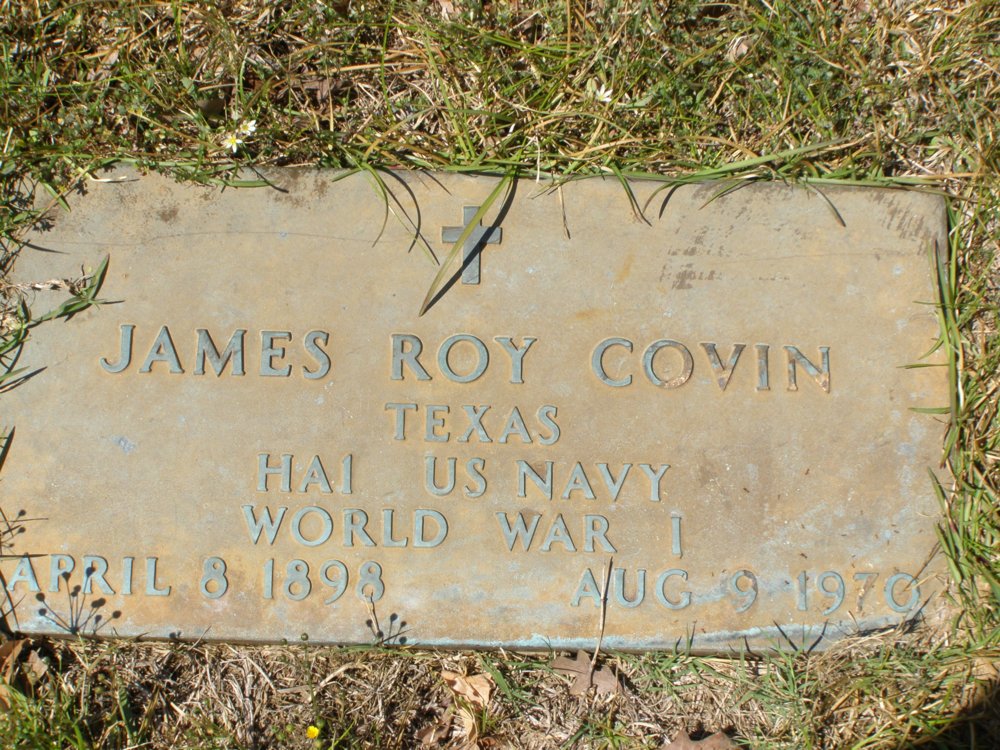 JAMES ROY COVIN
TEXAS
HA1 US NAVY
WORLD WAR I
APRIL 8 1898 AUG 9 1970